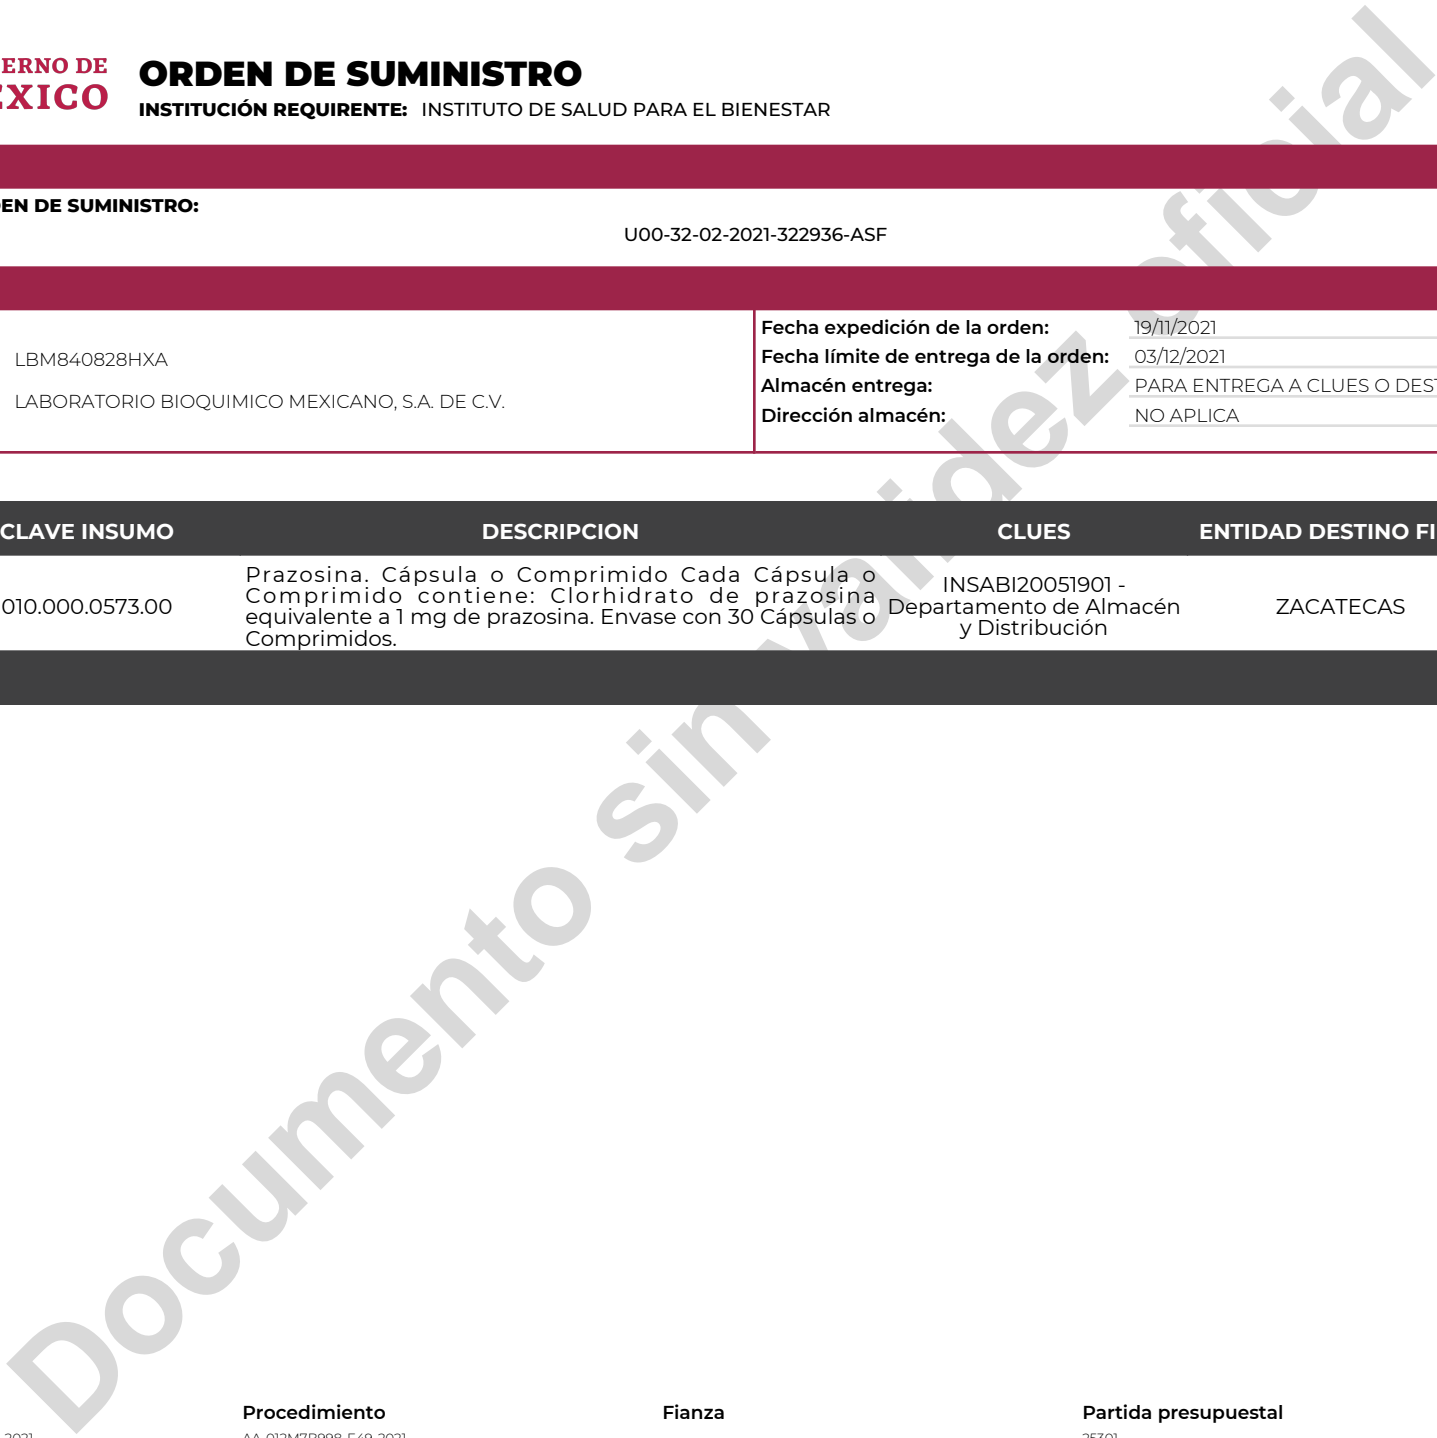 ERNO DE
ORDEN DE SUMINISTRO
INSTITUCIÓN REQUIRENTE: INSTITUTO DE SALUD PARA EL BIENESTAR
EN DE SUMINISTRO:
U00-32-02-2021-322936-ASF
LBM840828HXA
LABORATORIO BIOQUIMICO MEXICANO, S.A. DE C.V.
Fecha expedición de la orden: 19/11/2021
Fecha límite de entrega de la orden: 03/12/2021
Almacén entrega: PARA ENTREGA A CLUES O DEST
Dirección almacén: NO APLICA
CLAVE INSUMO DESCRIPCION CLUES ENTIDAD DESTINO FI
010.000.0573.00
Prazosina. Cápsula o Comprimido Cada Cápsula o
Comprimido contiene: Clorhidrato de prazosina
equivalente a 1 mg de prazosina. Envase con 30 Cápsulas o
Comprimidos.
INSABI20051901 -
Departamento de Almacén
y Distribución
ZACATECAS
Documento sin validez oficial
Procedimiento Fianza Partida presupuestal